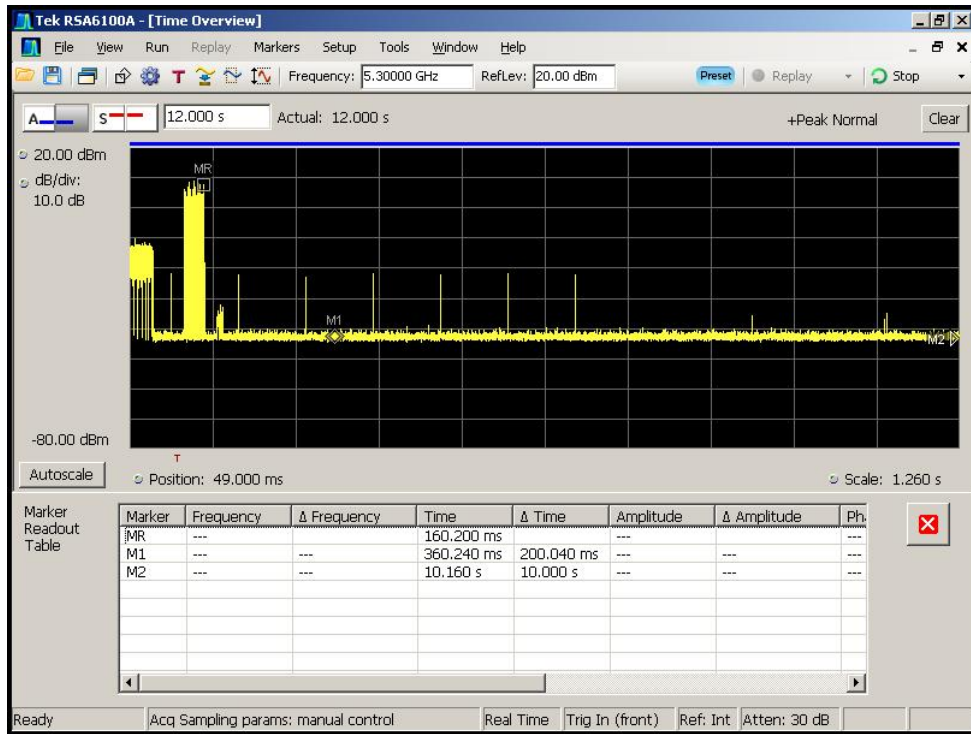 Tek RSA6100A - [Time Overview]
File View Run Replay Markers Setup Tools Window Help
Frequency: 5.30000 GHz RefLev: 20.00 dBm Preset Replay Stop
A S 12.000 s Actual: 12.000 s +Peak Normal Clear
20.00 dBm
dB/div:
10.0 dB
MR
M1
M2
-80.00 dBm
T
Autoscale Position: 49.000 ms Scale: 1.260 s
Marker Readout Table
Marker Frequency Δ Frequency Time Δ Time Amplitude Δ Amplitude Ph
MR --- 160.200 ms --- ---
M1 --- --- 360.240 ms 200.040 ms --- --- ---
M2 --- --- 10.160 s 10.000 s --- --- ---
Ready Acq Sampling params: manual control Real Time Trig In (front) Ref: Int Atten: 30 dB